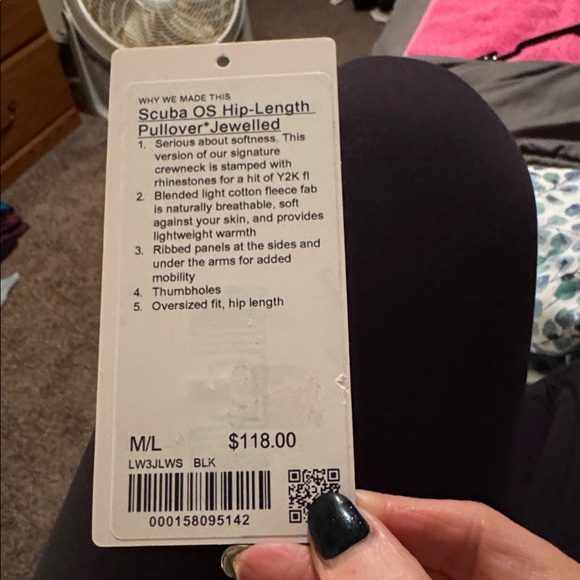 WHY WE MADE THIS
Scuba OS Hip-Length
Pullover*Jewelled
1. Serious about softness. This
version of our signature
crewneck is stamped with
rhinestones for a hit of Y2K fl
2. Blended light cotton fleece fab
is naturally breathable, soft
against your skin, and provides
lightweight warmth
3. Ribbed panels at the sides and
under the arms for added
mobility
4. Thumbholes
5. Oversized fit, hip length
M/L $118.00
LW3JLWS BLK
000158095142